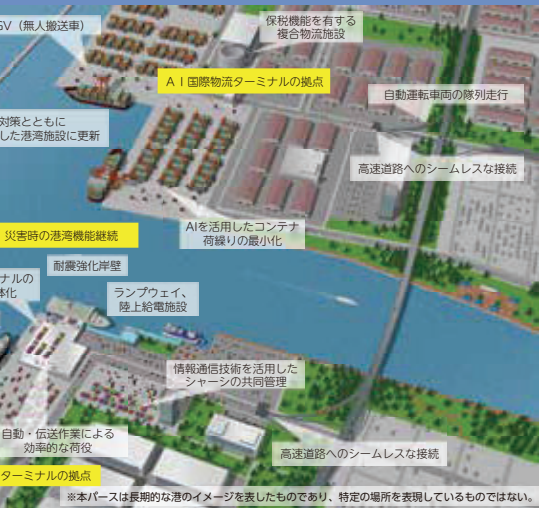 GV（無人搬送車）
保税機能を有する
複合物流施設
ＡＩ国際物流ターミナルの拠点
自動運転車両の隊列走行
対策とともに
した港湾施設に更新
高速道路へのシームレスな接続
災害時の港湾機能継続
AIを活用したコンテナ
荷繰りの最小化
耐震強化岸壁
ナルの
体化
ランプウェイ、
陸上給電施設
情報通信技術を活用した
シャーシの共同管理
自動・伝送作業による
効率的な荷役
高速道路へのシームレスな接続
ターミナルの拠点
※本パースは長期的な港のイメージを表したものであり、特定の場所を表現しているものではない。